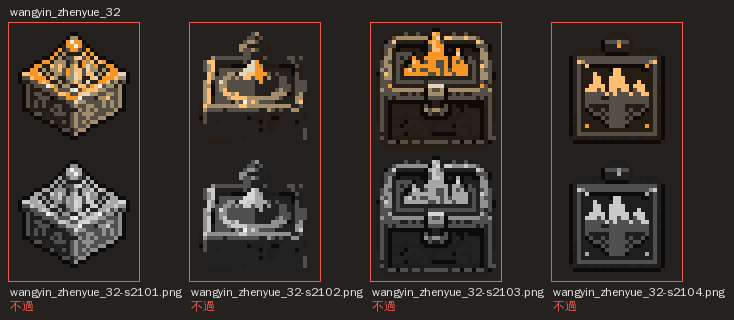 wangyin_zhenyue_32
wangyin_zhenyue_32-s2101.png
不過
wangyin_zhenyue_32-s2102.png
不過
wangyin_zhenyue_32-s2103.png
不過
wangyin_zhenyue_32-s2104.png
不過